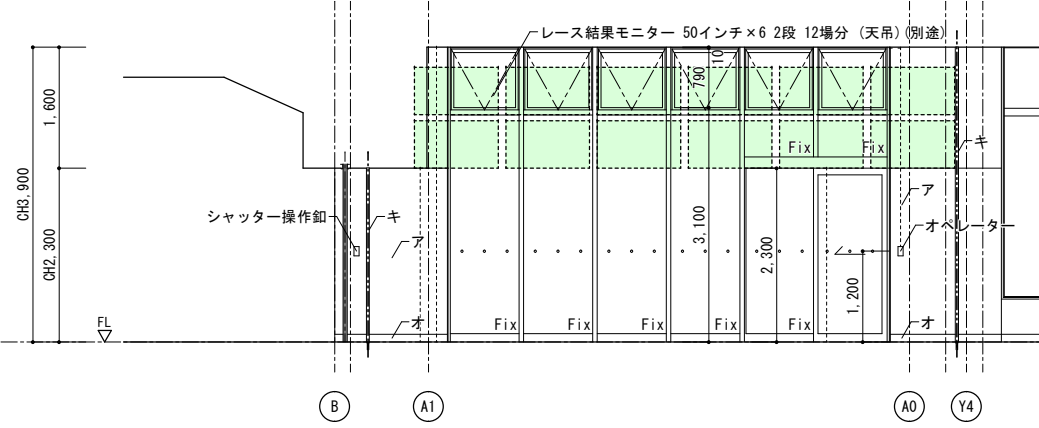 レース結果モニター 50インチ×6 2段 12場分 (天吊)(別途)
10
790
1,600
Fix
Fix
キ
CH3,900
ア
シャッター操作釦
キ
オペレーター
3,100
ア
CH2,300
2,300
1,200
FL
オ
Fix
Fix
Fix
Fix
Fix
オ
B
A1
A0
Y4